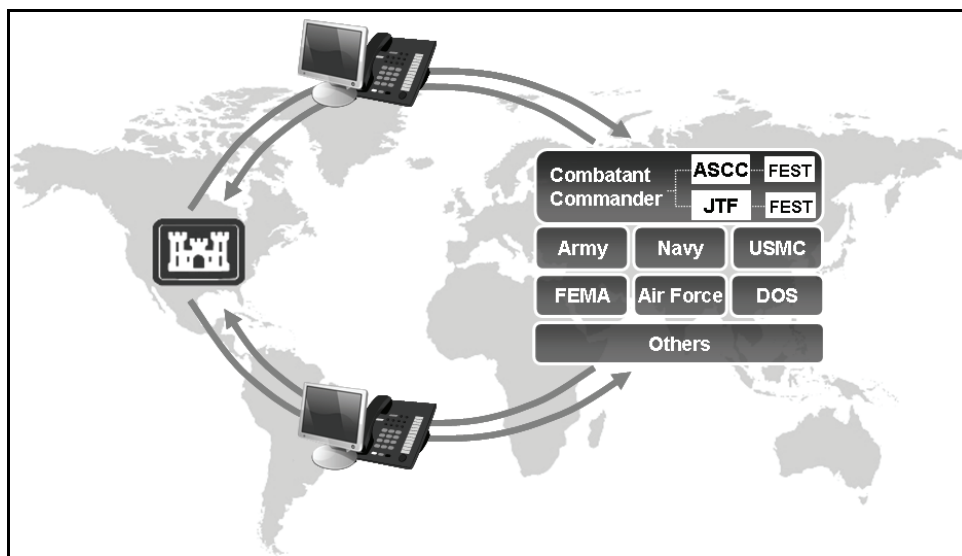 Combatant
Commander
ASCC
FEST
JTF
FEST
Army
Navy
USMC
FEMA
Air Force
DOS
Others